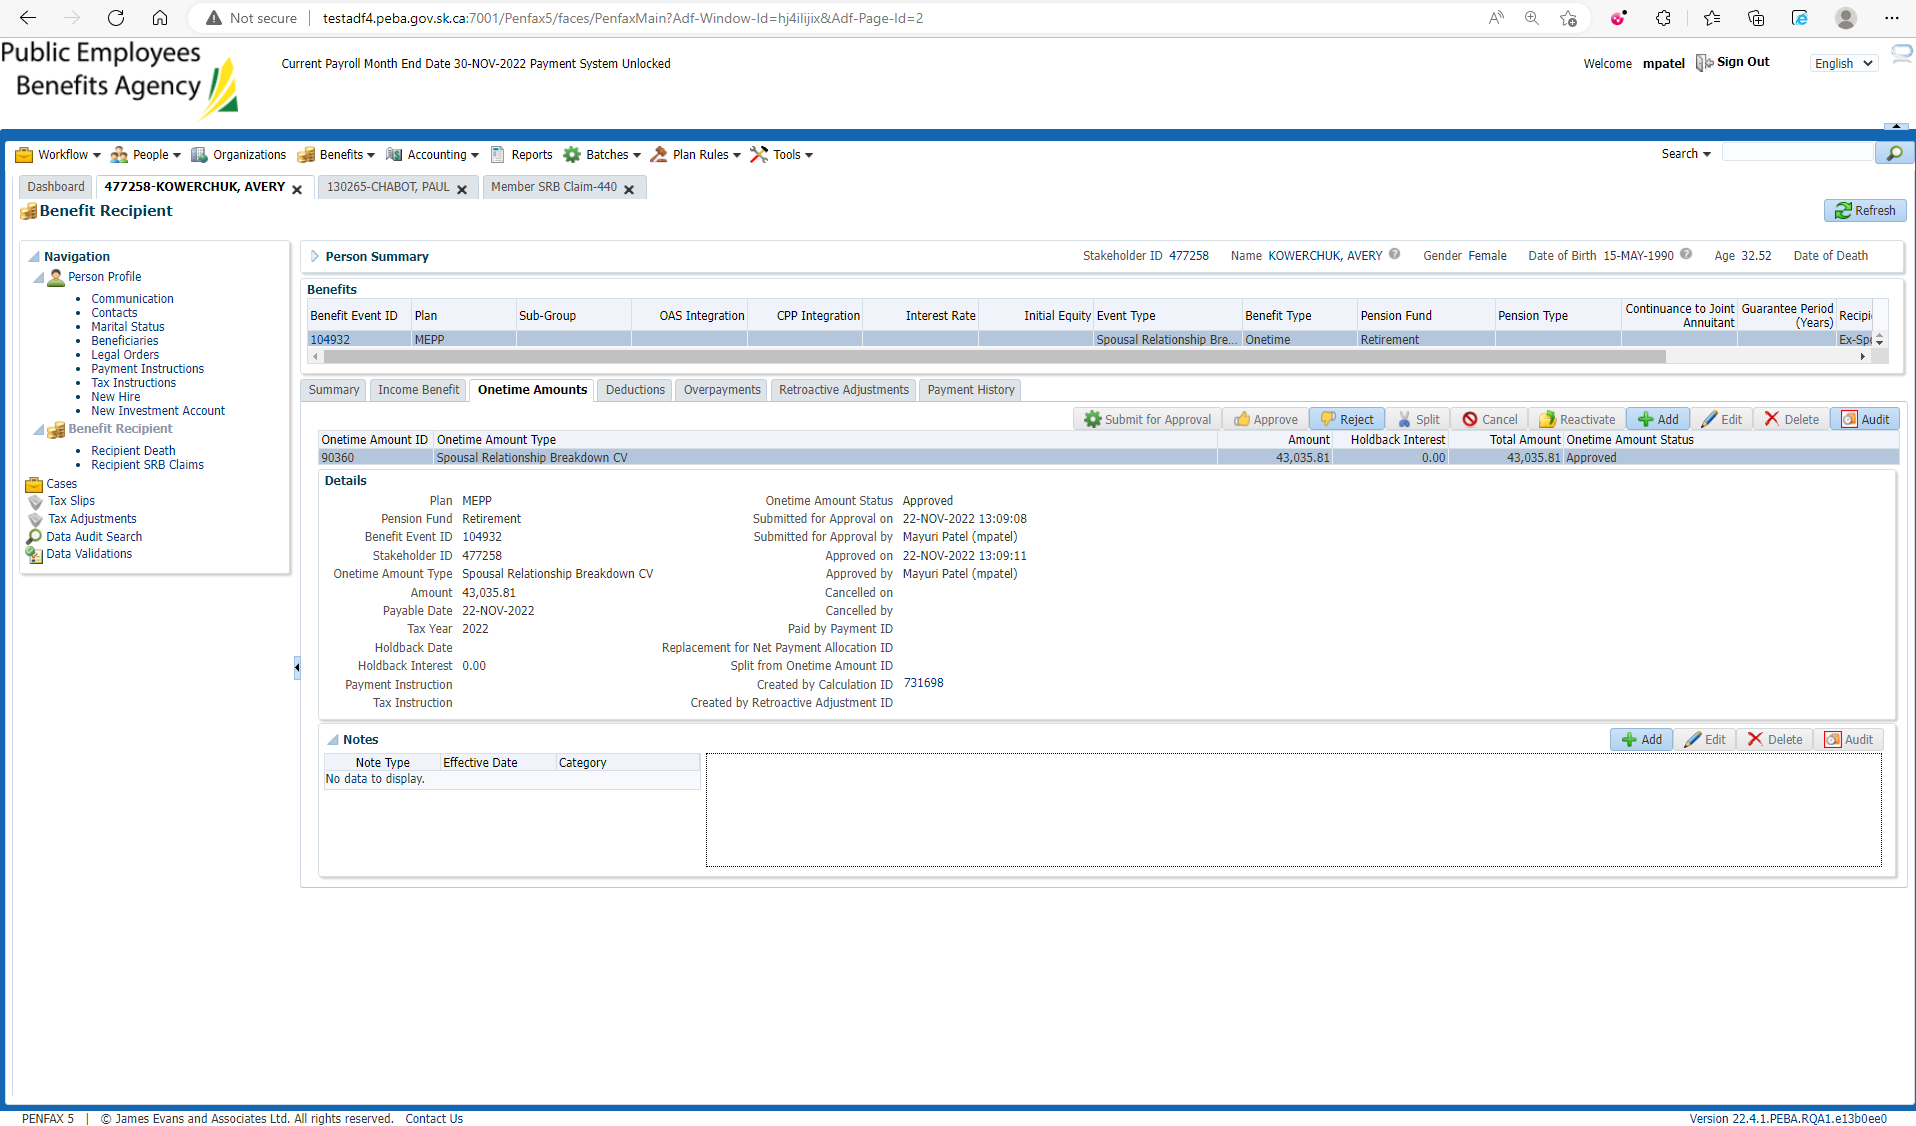 Not secure | testadf4.peba.gov.sk.ca:7001/Penfax5/faces/PenfaxMain?Adf-Window-Id=hj4ilijix&Adf-Page-Id=2
Public Employees
Benefits Agency
Current Payroll Month End Date 30-NOV-2022 Payment System Unlocked
Welcome mpatel Sign Out English
Workflow People Organizations Benefits Accounting Reports Batches Plan Rules Tools Search
Dashboard 477258-KOWERCHUK, AVERY 130265-CHABOT, PAUL Member SRB Claim-440
Benefit Recipient Refresh
Navigation
Person Profile
Communication
Contacts
Marital Status
Beneficiaries
Legal Orders
Payment Instructions
Tax Instructions
New Hire
New Investment Account
Benefit Recipient
Recipient Death
Recipient SRB Claims
Cases
Tax Slips
Tax Adjustments
Data Audit Search
Data Validations
Person Summary Stakeholder ID 477258 Name KOWERCHUK, AVERY Gender Female Date of Birth 15-MAY-1990 Age 32.52 Date of Death
Benefits
Benefit Event ID Plan Sub-Group OAS Integration CPP Integration Interest Rate Initial Equity Event Type Benefit Type Pension Fund Pension Type Continuance to Joint Annuitant Guarantee Period (Years) Recipi
104932 MEPP Spousal Relationship Bre... Onetime Retirement Ex-Spo
Summary Income Benefit Onetime Amounts Deductions Overpayments Retroactive Adjustments Payment History
Submit for Approval Approve Reject Split Cancel Reactivate Add Edit Delete Audit
Onetime Amount ID Onetime Amount Type Amount Holdback Interest Total Amount Onetime Amount Status
90360 Spousal Relationship Breakdown CV 43,035.81 0.00 43,035.81 Approved
Details
Plan MEPP Onetime Amount Status Approved
Pension Fund Retirement Submitted for Approval on 22-NOV-2022 13:09:08
Benefit Event ID 104932 Submitted for Approval by Mayuri Patel (mpatel)
Stakeholder ID 477258 Approved on 22-NOV-2022 13:09:11
Onetime Amount Type Spousal Relationship Breakdown CV Approved by Mayuri Patel (mpatel)
Amount 43,035.81 Cancelled on
Payable Date 22-NOV-2022 Cancelled by
Tax Year 2022 Paid by Payment ID
Holdback Date Replacement for Net Payment Allocation ID
Holdback Interest 0.00 Split from Onetime Amount ID
Payment Instruction Created by Calculation ID 731698
Tax Instruction Created by Retroactive Adjustment ID
Notes Add Edit Delete Audit
Note Type Effective Date Category
No data to display.
PENFAX 5 | © James Evans and Associates Ltd. All rights reserved. Contact Us Version 22.4.1.PEBA.RQA1.e13b0ee0